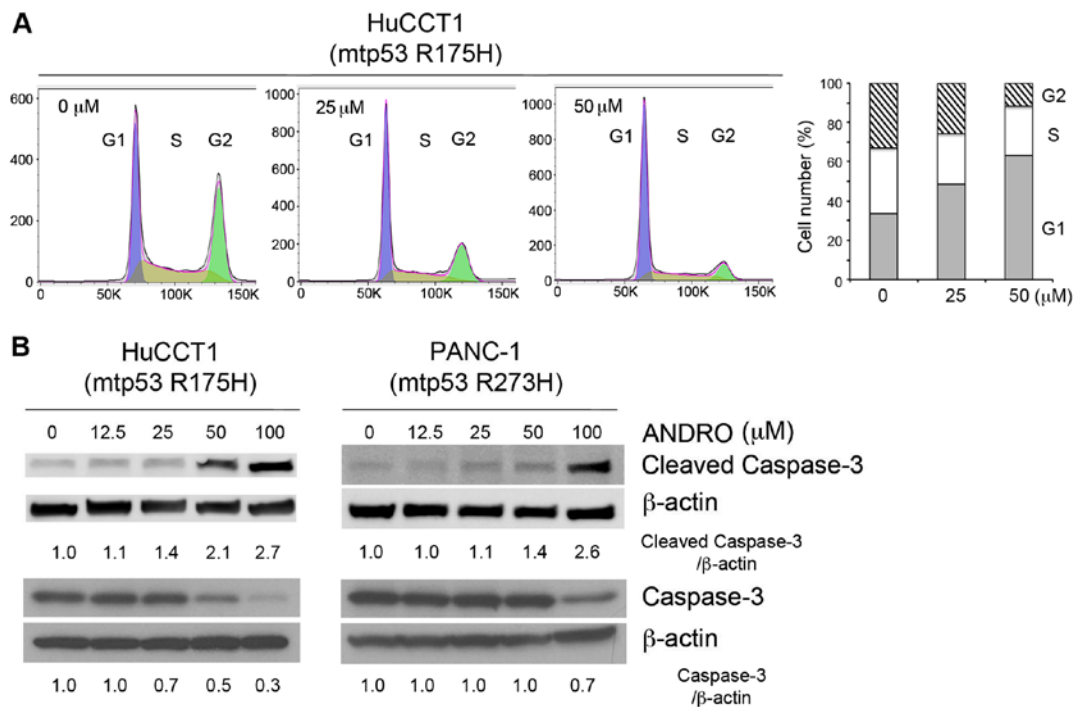 A
HuCCT1
(mtp53 R175H)
0 μM
G1 S G2
600
400
200
0
0 50K 100K 150K
25 μM
G1 S G2
1000
800
600
400
200
0
0 50K 100K 150K
50 μM
G1 S G2
1000
800
600
400
200
0
0 50K 100K 150K
Cell number (%)
100
80
60
40
20
0
G2
S
G1
0 25 50 (μM)
B
HuCCT1
(mtp53 R175H)
PANC-1
(mtp53 R273H)
0 12.5 25 50 100
0 12.5 25 50 100
ANDRO (μM)
Cleaved Caspase-3
β-actin
1.0 1.1 1.4 2.1 2.7
1.0 1.0 1.1 1.4 2.6
Cleaved Caspase-3
/β-actin
Caspase-3
β-actin
1.0 1.0 0.7 0.5 0.3
1.0 1.0 1.0 1.0 0.7
Caspase-3
/β-actin